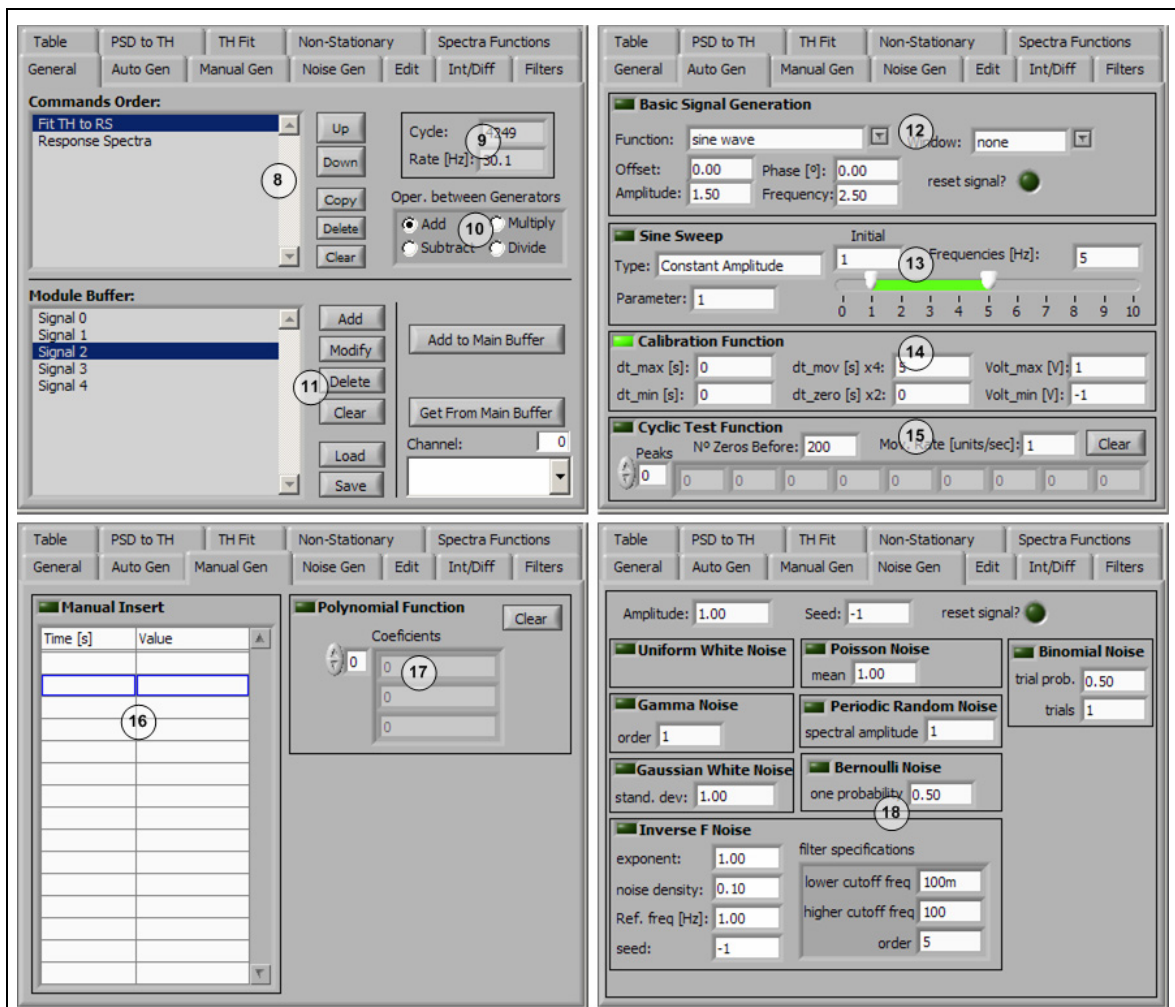 Table PSD to TH TH Fit Non-Stationary Spectra Functions
General Auto Gen Manual Gen Noise Gen Edit Int/Diff Filters
Commands Order:
Fit TH to RS
Response Spectra
8
Up
Down
Copy
Delete
Clear
Cycle: 4249
9
Rate [Hz]: 30.1
Oper. between Generators
Add Multiply
10
Subtract Divide
Module Buffer:
Signal 0
Signal 1
Signal 2
Signal 3
Signal 4
11
Add
Modify
Delete
Clear
Load
Save
Add to Main Buffer
Get From Main Buffer
Channel: 0
Table PSD to TH TH Fit Non-Stationary Spectra Functions
General Auto Gen Manual Gen Noise Gen Edit Int/Diff Filters
Basic Signal Generation
Function: sine wave 12 none
Offset: 0.00 Phase [º]: 0.00 reset signal?
Amplitude: 1.50 Frequency: 2.50
Sine Sweep Initial
Type: Constant Amplitude 1 13 Frequencies [Hz]: 5
Parameter: 1
0 1 2 3 4 5 6 7 8 9 10
Calibration Function
14
dt_max [s]: 0 dt_mov [s] x4: 5 Volt_max [V]: 1
dt_min [s]: 0 dt_zero [s] x2: 0 Volt_min [V]: -1
Cyclic Test Function
15
Peaks Nº Zeros Before: 200 Mov. Rate [units/sec]: 1 Clear
0 0 0 0 0 0 0 0 0 0
Table PSD to TH TH Fit Non-Stationary Spectra Functions
General Auto Gen Manual Gen Noise Gen Edit Int/Diff Filters
Manual Insert
Time [s] Value
16
Polynomial Function Clear
Coeficients
0 0
17
0
0
Table PSD to TH TH Fit Non-Stationary Spectra Functions
General Auto Gen Manual Gen Noise Gen Edit Int/Diff Filters
Amplitude: 1.00 Seed: -1 reset signal?
Uniform White Noise
Poisson Noise
mean 1.00
Binomial Noise
trial prob. 0.50
trials 1
Gamma Noise
order 1
Periodic Random Noise
spectral amplitude 1
Gaussian White Noise
stand. dev: 1.00
Bernoulli Noise
one probability 0.50
18
Inverse F Noise
exponent: 1.00
noise density: 0.10
Ref. freq [Hz]: 1.00
seed: -1
filter specifications
lower cutoff freq 100m
higher cutoff freq 100
order 5